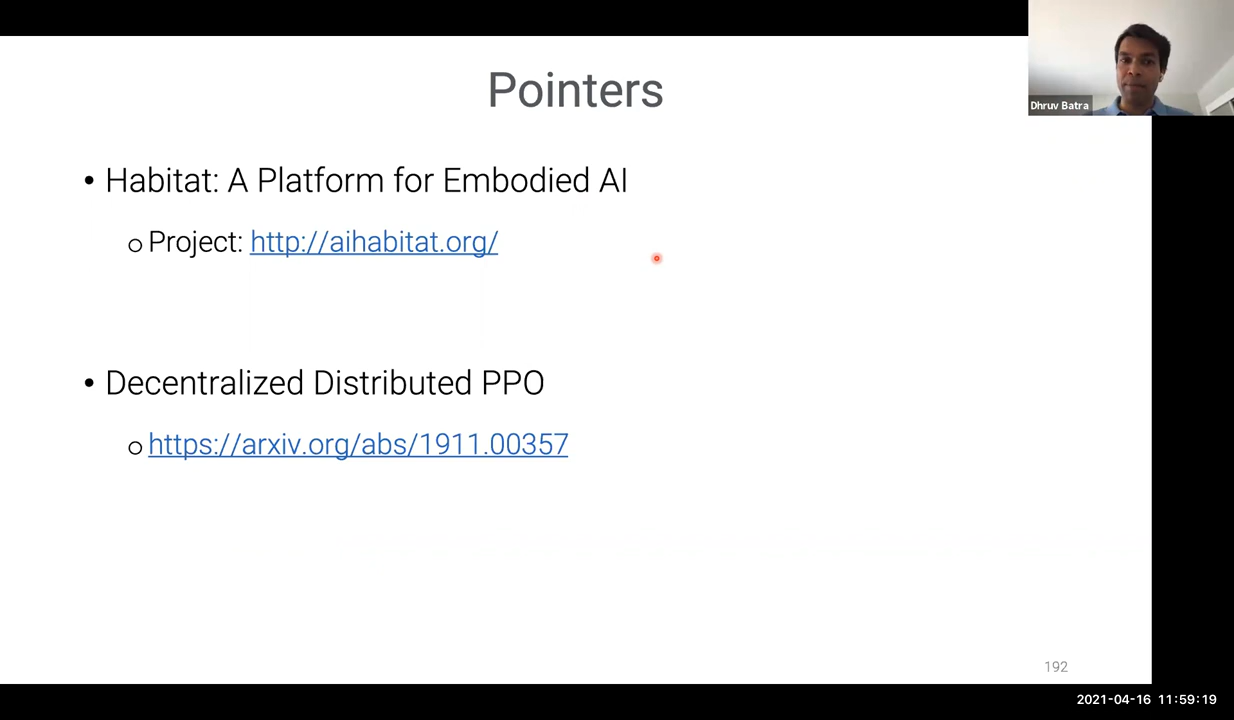 Pointers
Dhruv Batra
• Habitat: A Platform for Embodied AI
o Project: http://aihabitat.org/
• Decentralized Distributed PPO
o https://arxiv.org/abs/1911.00357
192
2021-04-16 11:59:19